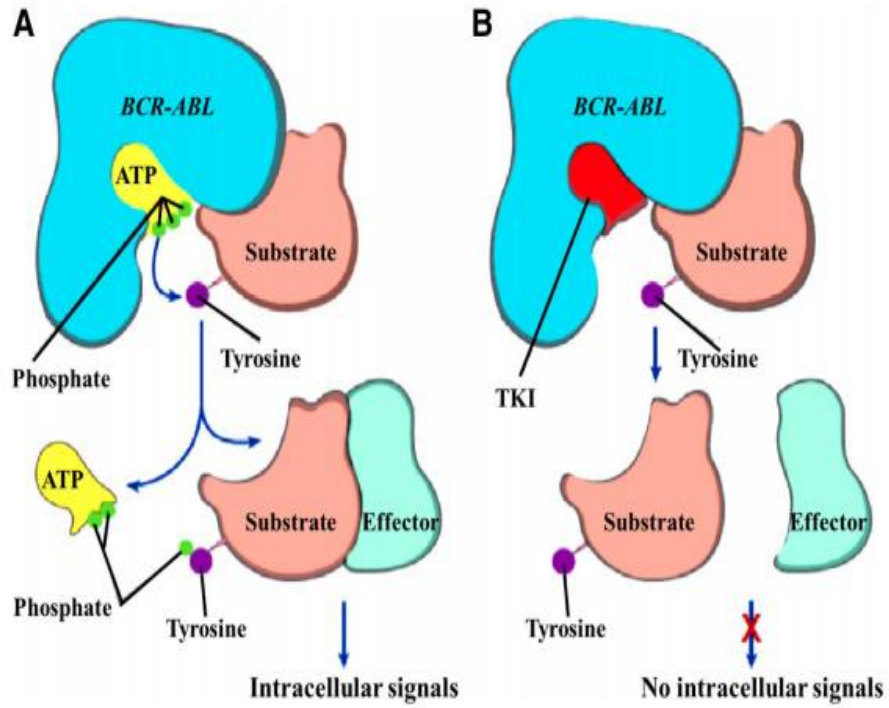 A
BCR-ABL
ATP
Substrate
Tyrosine
Phosphate
ATP
Substrate
Effector
Phosphate
Tyrosine
Intracellular signals
B
BCR-ABL
Substrate
Tyrosine
TKI
Substrate
Effector
Tyrosine
X
No intracellular signals